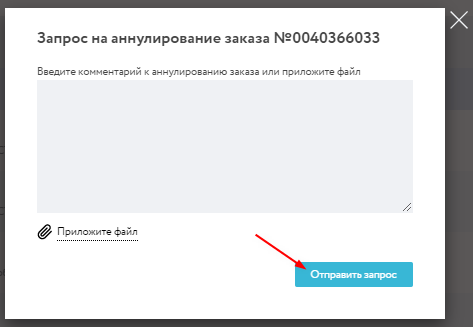 Запрос на аннулирование заказа №0040366033
Введите комментарий к аннулированию заказа или приложите файл
Приложите файл
Отправить запрос